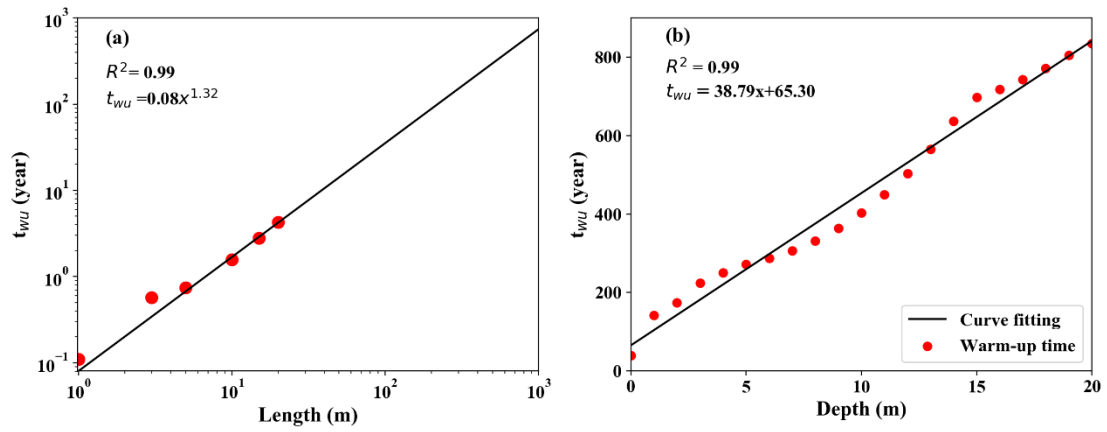 (a)
R² = 0.99
t_wu =0.08x^1.32
10³
10²
10¹
10⁰
10⁻¹
t_wu (year)
10⁰ 10¹ 10² 10³
Length (m)
(b)
R² = 0.99
t_wu = 38.79x+65.30
800
600
400
200
0
t_wu (year)
0 5 10 15 20
Depth (m)
Curve fitting
Warm-up time